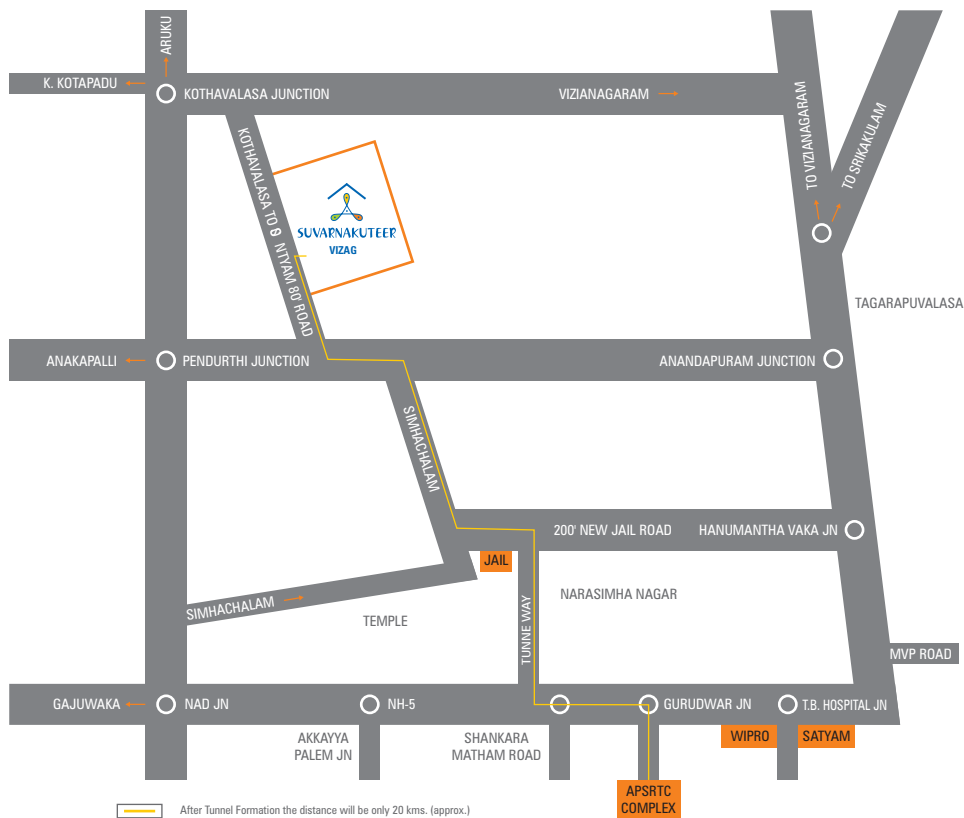 ARUKU
K. KOTAPADU
KOTHAVALASA JUNCTION
VIZIANAGARAM
TO VIZIANAGARAM
TO SRIKAKULAM
KOTHAVALASA TO
NTYAM 80' ROAD
SUVARNAKUTEER
VIZAG
TAGARAPUVALASA
ANAKAPALLI
PENDURTHI JUNCTION
ANANDAPURAM JUNCTION
SIMHACHALAM
200' NEW JAIL ROAD
HANUMANTHA VAKA JN
JAIL
NARASIMHA NAGAR
SIMHACHALAM
TEMPLE
TUNNE WAY
MVP ROAD
GAJUWAKA
NAD JN
NH-5
GURUDWAR JN
T.B. HOSPITAL JN
AKKAYYA
PALEM JN
SHANKARA
MATHAM ROAD
WIPRO
SATYAM
APSRTC
COMPLEX
After Tunnel Formation the distance will be only 20 kms. (approx.)